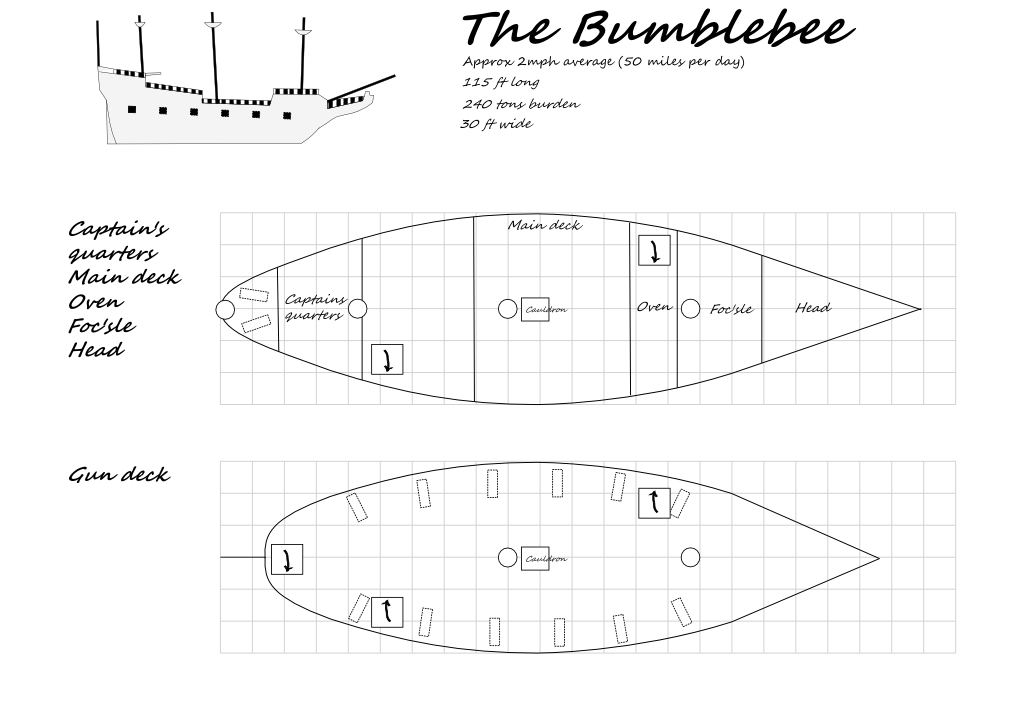 The Bumblebee
Approx 2mph average (50 miles per day)
115 ft long
240 tons burden
30 ft wide
Captain's
quarters
Main deck
Oven
Foc'sle
Head
Main deck
Captains
quarters
Cauldron
Oven
Foc'sle
Head
Gun deck
Cauldron